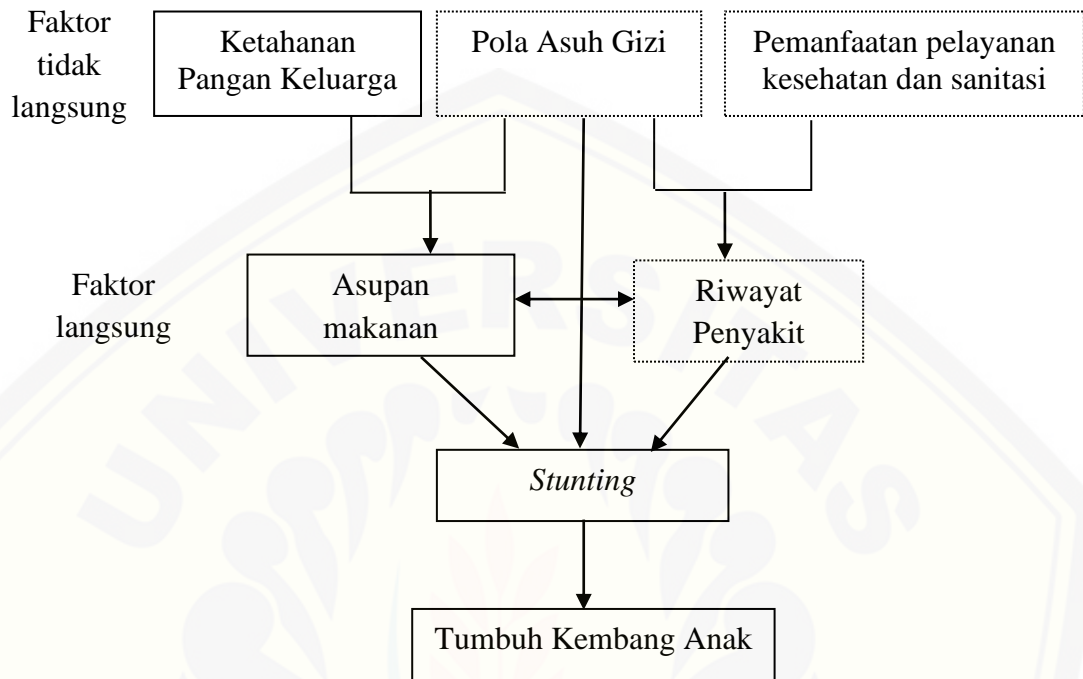 Faktor
tidak
langsung
Ketahanan
Pangan Keluarga
Pola Asuh Gizi
Pemanfaatan pelayanan
kesehatan dan sanitasi
Faktor
langsung
Asupan
makanan
Riwayat
Penyakit
Stunting
Tumbuh Kembang Anak
UNIVERSITAS